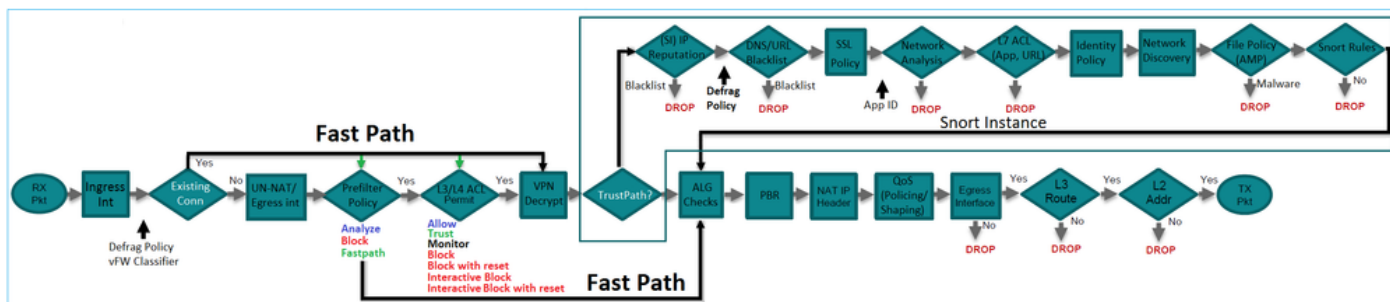 (SI) IP
Reputation
DNS/URL
Blacklist
SSL
Policy
Network
Analysis
L7 ACL
(App, URL)
Identity
Policy
Network
Discovery
File Policy
(AMP)
Snort Rules
Blacklist
Defrag
Policy
Blacklist
App ID
Malware
No
DROP
DROP
DROP
DROP
DROP
DROP
Snort Instance
Fast Path
Yes
RX
Pkt
Ingress
Int
Existing
Conn
No
UN-NAT/
Egress int
Prefilter
Policy
Yes
L3/L4 ACL
Permit
Yes
VPN
Decrypt
TrustPath?
ALG
Checks
PBR
NAT IP
Header
QoS
(Policing/
Shaping)
Egress
Interface
Yes
L3
Route
Yes
L2
Addr
Yes
TX
Pkt
No
No
No
DROP
DROP
DROP
Defrag Policy
vFW Classifier
Analyze
Block
Fastpath
Allow
Trust
Monitor
Block
Block with reset
Interactive Block
Interactive Block with reset
Fast Path